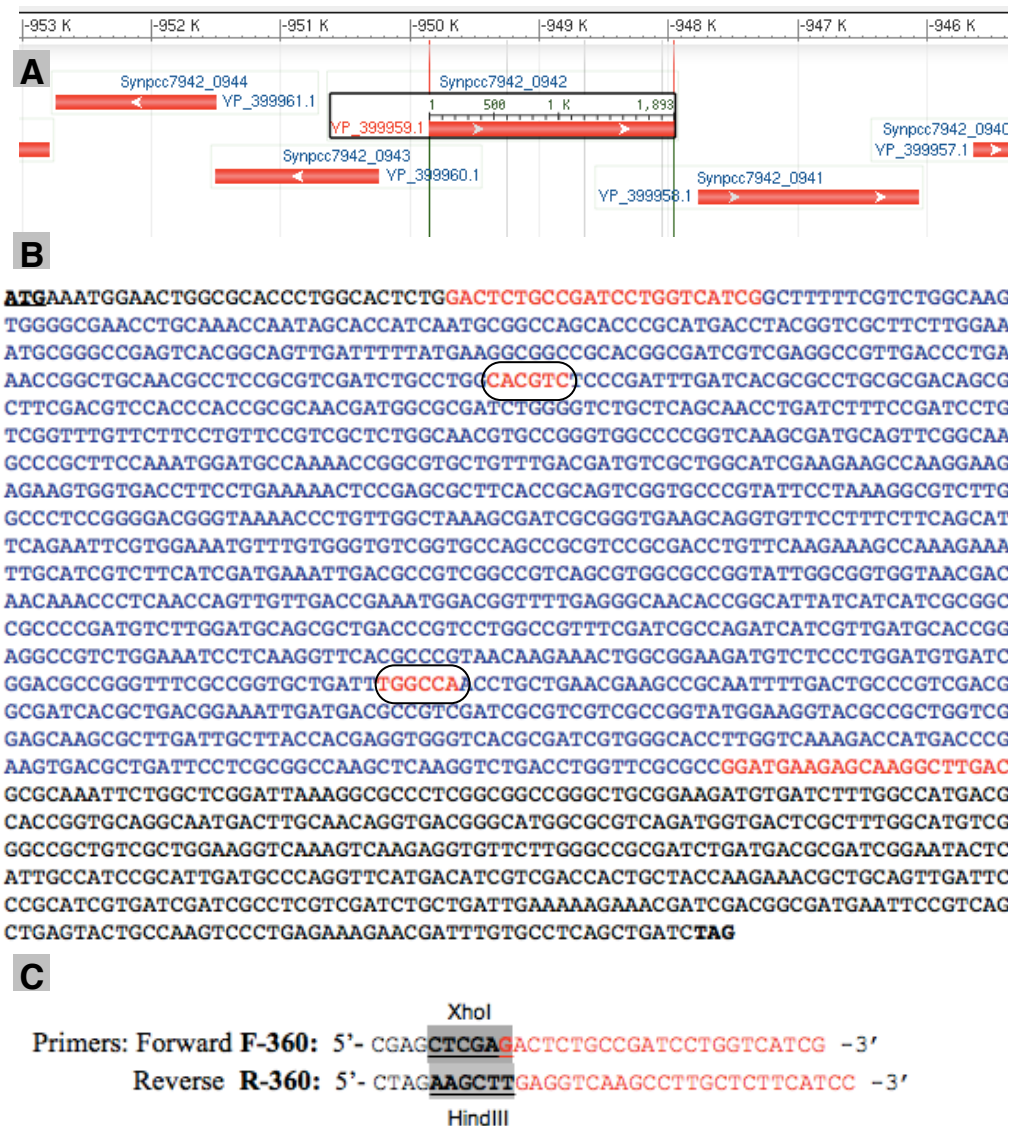 |-953 K |-952 K |-951 K |-950 K |-949 K |-948 K |-947 K |-946 K
A
Synpcc7942_0944 Synpcc7942_0942
VP_399961.1 1 500 1 K 1,893
VP_399959.1 Synpcc7942_0940
Synpcc7942_0943 VP_399957.1
VP_399960.1 Synpcc7942_0941
VP_399958.1
B
ATGAAATGGAACTGGCGCACCCTGGCACTCTGGACTCTGCCGATCCTGGTCATCGGCTTTTTCGTCTGGCAAG
TGGGGCGAACCTGCAAACCAATAGCACCATCAATGCGGCCAGCACCCGCATGACCTACGGTCGCTTCTTGGAA
ATGCGGGCCGAGTCACGGCAGTTGATTTTTATGAAGGCGGCCGCACGGCGATCGTCGAGGCCGTTGACCCTGA
AACCGGCTGCAACGCCTCCGCGTCGATCTGCCTGGCACGTCTCCCGATTTGATCACGCGCCTGCGCGACAGCG
CTTCGACGTCCACCCACCGCGCAACGATGGCGCGATCTGGGGTCTGCTCAGCAACCTGATCTTTCCGATCCTG
TCGGTTTGTTCTTCCTGTTCCGTCGCTCTGGCAACGTGCCGGGTGGCCCCGGTCAAGCGATGCAGTTCGGCAA
GCCCGCTTCCAAATGGATGCCAAAACCGGCGTGCTGTTTGACGATGTCGCTGGCATCGAAGAAGCCAAGGAAG
AGAAGTGGTGACCTTCCTGAAAAACTCCGAGCGCTTCACCGCAGTCGGTGCCCGTATTCCTAAAGGCGTCTTG
GCCCTCCGGGGACGGGTAAAACCCTGTTGGCTAAAGCGATCGCGGGTGAAGCAGGTGTTCCTTTCTTCAGCAT
TCAGAATTCGTGGAAATGTTTGTGGGTGTCGGTGCCAGCCGCGTCCGCGACCTGTTCAAGAAAGCCAAAGAAA
TTGCATCGTCTTCATCGATGAAATTGACGCCGTCGGCCGTCAGCGTGGCGCCGGTATTGGCGGTGGTAACGAC
AACAAACCCTCAACCAGTTGTTGACCGAAATGGACGGTTTTGAGGGCAACACCGGCATTATCATCATCGCGGC
CGCCCCGATGTCTTGGATGCAGCGCTGACCCGTCCTGGCCGTTTCGATCGCCAGATCATCGTTGATGCACCGG
AGGCCGTCTGGAAATCCTCAAGGTTCACGCCCGTAACAAGAAACTGGCGGAAGATGTCTCCCTGGATGTGATC
GGACGCCGGGTTTCGCCGGTGCTGATTTGGCCAACCTGCTGAACGAAGCCGCAATTTTGACTGCCCGTCGACG
GCGATCACGCTGACGGAAATTGATGACGCCGTCGATCGCGTCGTCGCCGGTATGGAAGGTACGCCGCTGGTCG
GAGCAAGCGCTTGATTGCTTACCACGAGGTGGGTCACGCGATCGTGGGCACCTTGGTCAAAGACCATGACCCG
AAGTGACGCTGATTCCTCGCGGCCAAGCTCAAGGTCTGACCTGGTTCGCGCCGGATGAAGAGCAAGGCTTGAC
GCGCAAATTCTGGCTCGGATTAAAGGCGCCCTCGGCGGCCGGGCTGCGGAAGATGTGATCTTTGGCCATGACG
CACCGGTGCAGGCAATGACTTGCAACAGGTGACGGGCATGGCGCGTCAGATGGTGACTCGCTTTGGCATGTCG
GGCCGCTGTCGCTGGAAGGTCAAAGTCAAGAGGTGTTCTTGGGCCGCGATCTGATGACGCGATCGGAATACTC
ATTGCCATCCGCATTGATGCCCAGGTTCATGACATCGTCGACCACTGCTACCAAGAAACGCTGCAGTTGATTC
CCGCATCGTGATCGATCGCCTCGTCGATCTGCTGATTGAAAAAGAAACGATCGACGGCGATGAATTCCGTCAG
CTGAGTACTGCCAAGTCCCTGAGAAAGAACGATTTGTGCCTCAGCTGATCTAG
C
XhoI
Primers: Forward F-360: 5'- CGAGCTCGAGACTCTGCCGATCCTGGTCATCG -3'
Reverse R-360: 5'- CTAGAAGCTTGAGGTCAAGCCTTGCTCTTCATCC -3'
HindIII